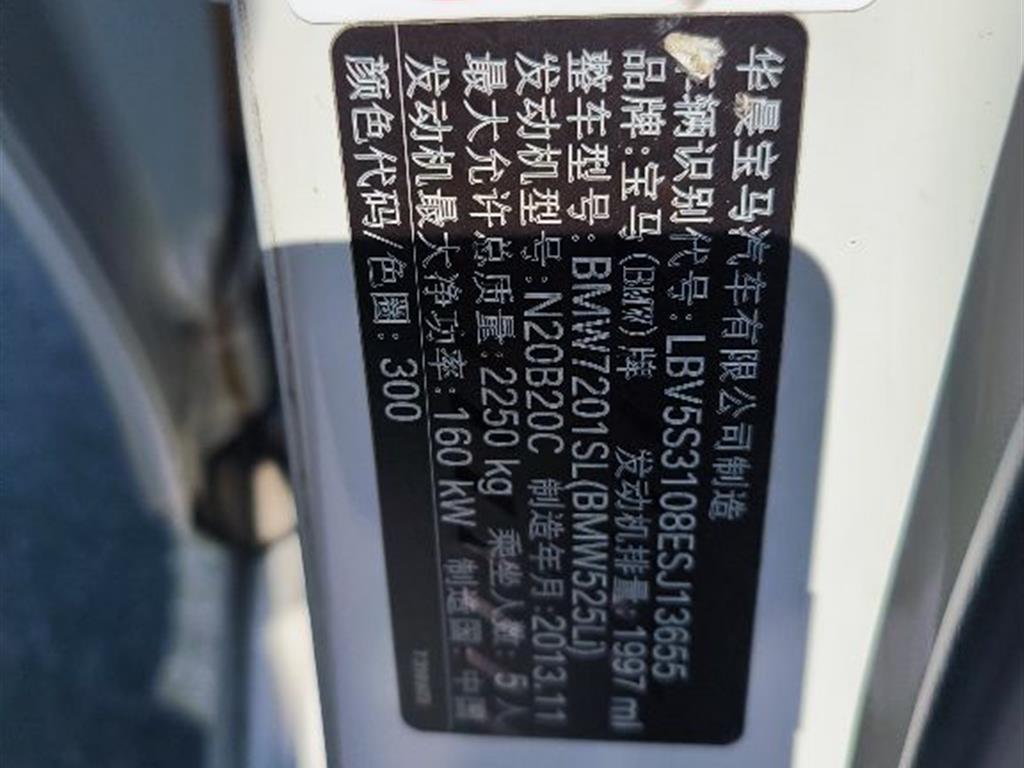 华晨宝马汽车有限公司制造
车辆识别代号: LBV5S3108ESJ13655
品牌:宝马(BMW)牌 发动机排量:1997 ml
整车型号:BMW7201SL(BMW525Li)
发动机型号:N20B20C 制造年月:2013.11
最大允许总质量:2250 kg 乘坐人数: 5人
发动机最大净功率:160 kW 制造国:中国
颜色代码/色圈: 300